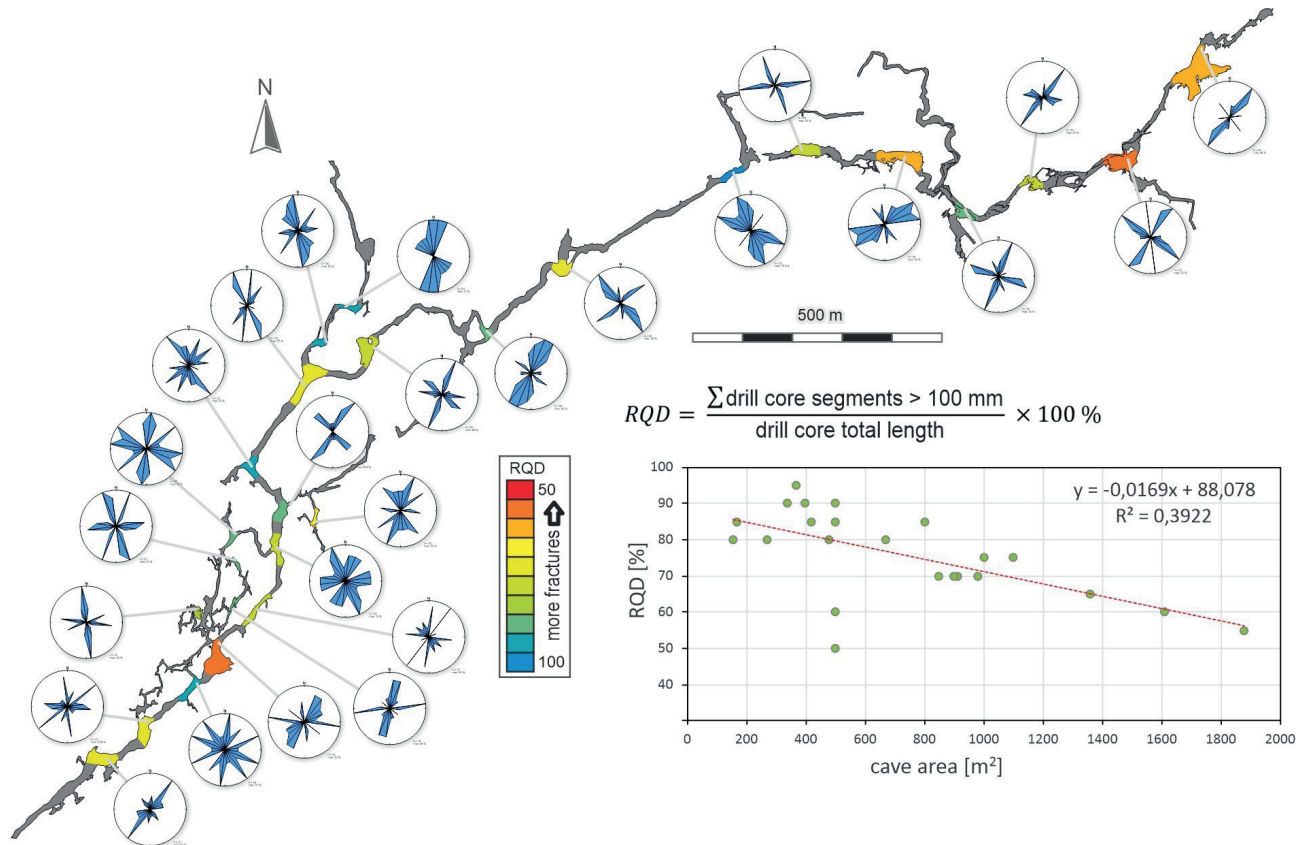 N
500 m
RQD = ∑drill core segments > 100 mm / drill core total length × 100 %
RQD
50
more fractures
100
100
90
80
70
60
50
40
y = -0,0169x + 88,078
R² = 0,3922
RQD [%]
0 200 400 600 800 1000 1200 1400 1600 1800 2000
cave area [m²]